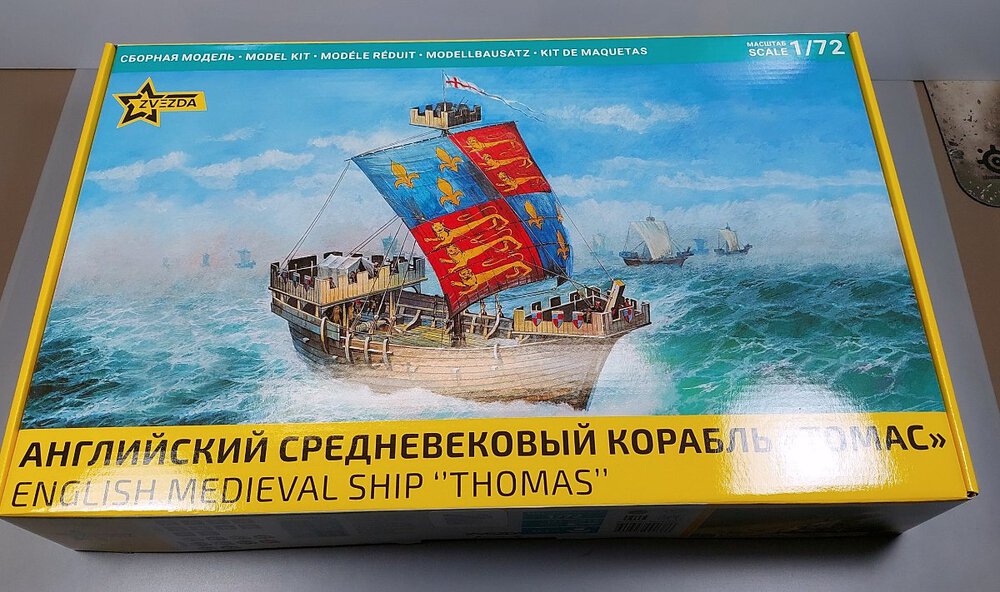 СБОРНАЯ МОДЕЛЬ • MODEL KIT • MODÉLE RÉDUIT • MODELLBAUSATZ • KIT DE MAQUETAS
МАСШТАБ
SCALE 1/72
ZVEZDA
АНГЛИЙСКИЙ СРЕДНЕВЕКОВЫЙ КОРАБЛЬ «ТОМАС»
ENGLISH MEDIEVAL SHIP "THOMAS"